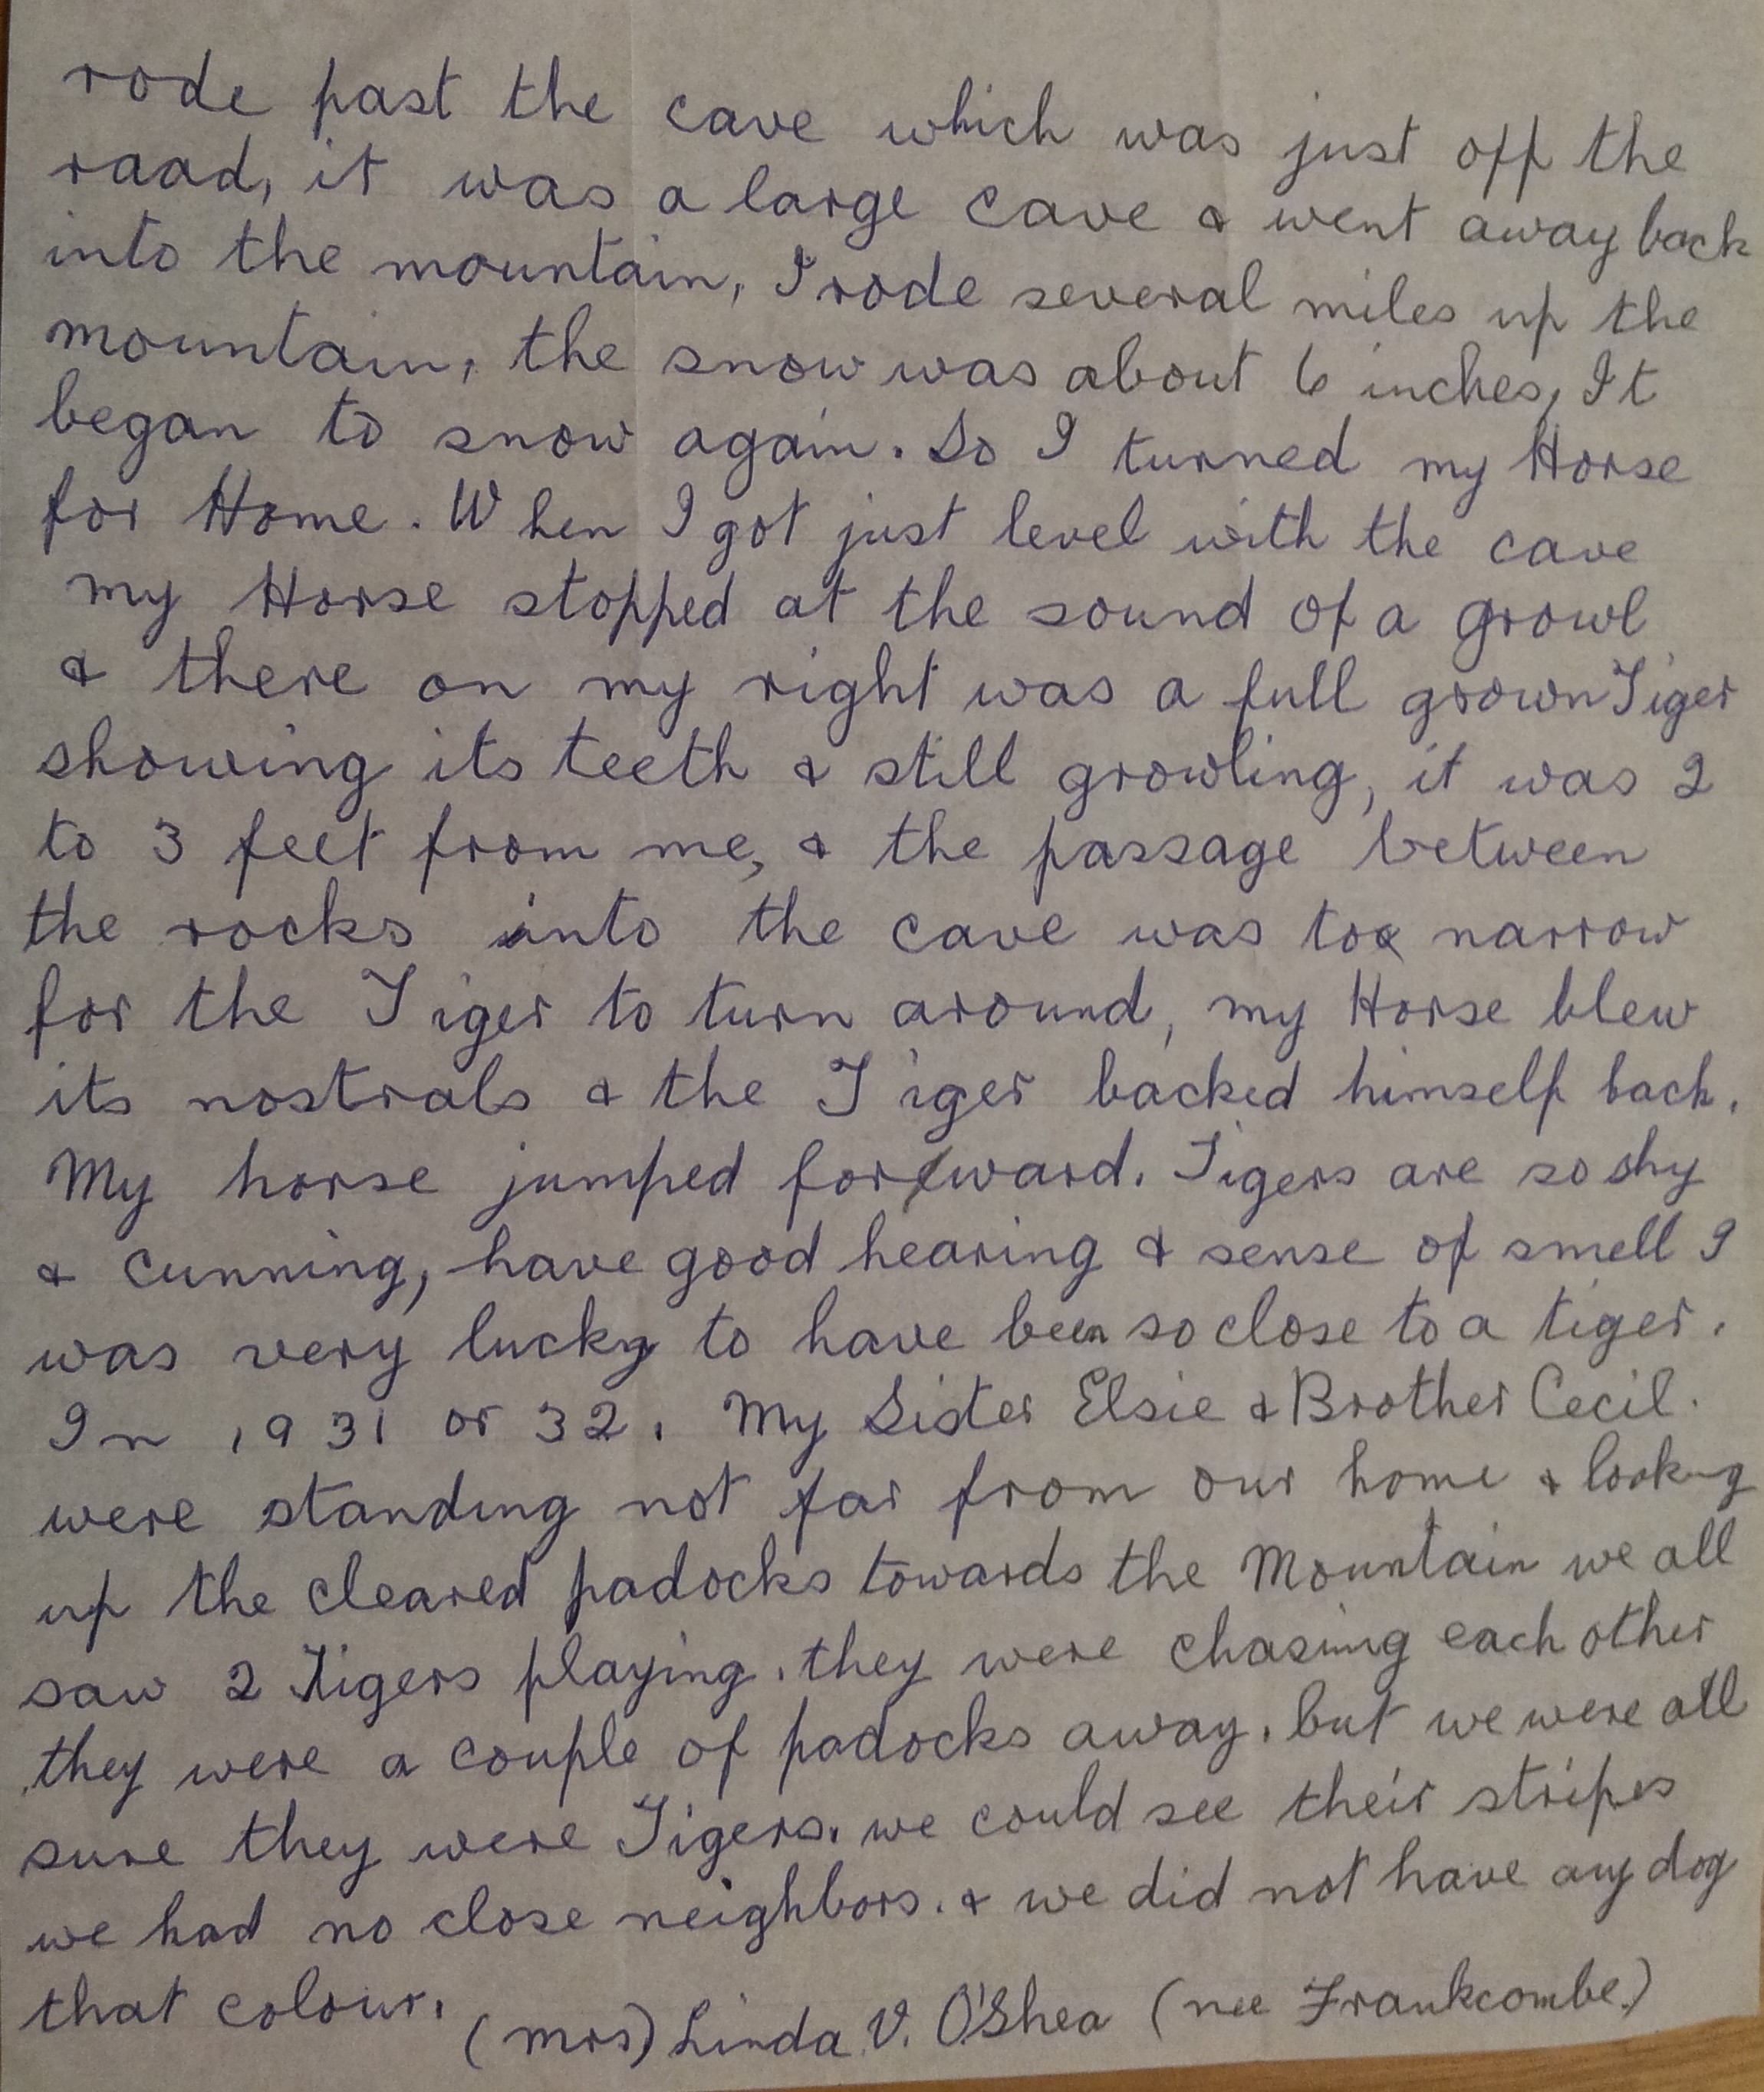 rode past the cave which was just off the
raad, it was a large cave & went away back
into the mountain, I rode several miles up the
mountain, the snow was about 6 inches, It
began to snow again. So I turned my Horse
for Home. When I got just level with the cave
my Horse stopped at the sound of a growl
& there on my right was a full grown Tiger
showing its teeth & still growling, it was 2
to 3 feet from me, & the passage between
the rocks into the cave was too narrow
for the Tiger to turn around, my Horse blew
its nostrals & the Tiger backed himself back.
My horse jumped forward. Tigers are so shy
& cunning, have good hearing & sense of smell I
was very lucky to have been so close to a tiger.
In 1931 or 32. My Sister Elsie & Brother Cecil.
were standing not far from our home & looking
up the cleared padocks towards the Mountain we all
saw 2 Tigers playing. they were chasing each other
they were a couple of padocks away. but we were all
sure they were Tigers. we could see their stripes
we had no close neighbors. & we did not have any dog
that colour.
(Mrs) Linda V. O'Shea (nee Frankcombe.)